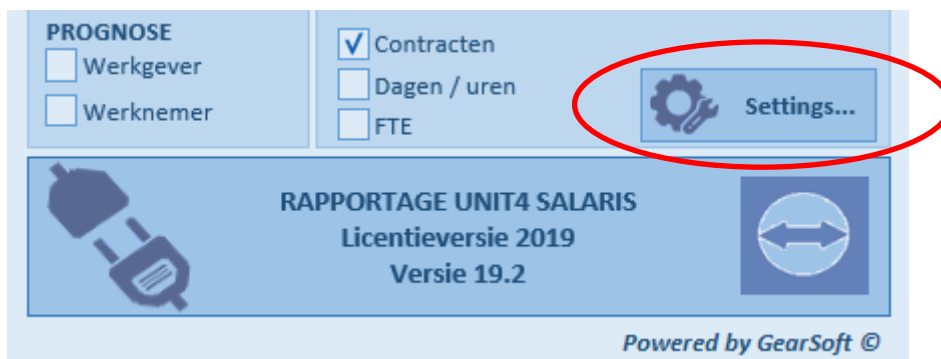 PROGNOSE
Werkgever
Werknemer
Contracten
Dagen / uren
FTE
Settings...
RAPPORTAGE UNIT4 SALARIS
Licentieversie 2019
Versie 19.2
Powered by GearSoft ©